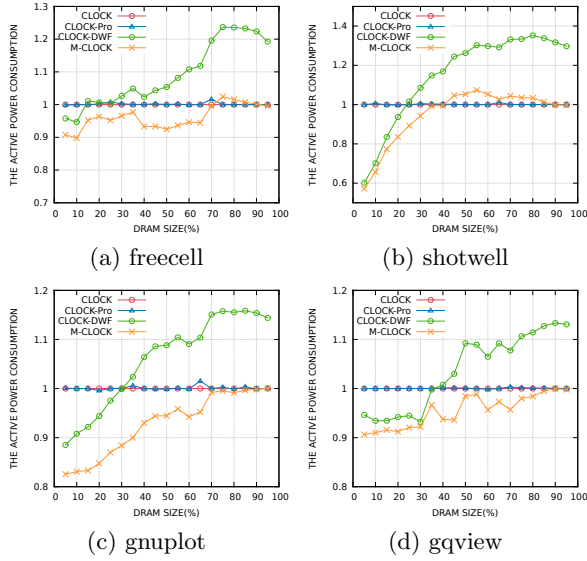 THE ACTIVE POWER CONSUMPTION
1.3
1.2
1.1
1
0.9
0.8
0.7
CLOCK
CLOCK-Pro
CLOCK-DWF
M-CLOCK
0 10 20 30 40 50 60 70 80 90 100
DRAM SIZE(%)
(a) freecell
THE ACTIVE POWER CONSUMPTION
1.4
1.2
1
0.8
0.6
CLOCK
CLOCK-Pro
CLOCK-DWF
M-CLOCK
0 10 20 30 40 50 60 70 80 90 100
DRAM SIZE(%)
(b) shotwell
THE ACTIVE POWER CONSUMPTION
1.2
1.1
1
0.9
0.8
CLOCK
CLOCK-Pro
CLOCK-DWF
M-CLOCK
0 10 20 30 40 50 60 70 80 90 100
DRAM SIZE(%)
(c) gnuplot
THE ACTIVE POWER CONSUMPTION
1.2
1.1
1
0.9
0.8
CLOCK
CLOCK-Pro
CLOCK-DWF
M-CLOCK
0 10 20 30 40 50 60 70 80 90 100
DRAM SIZE(%)
(d) gqview